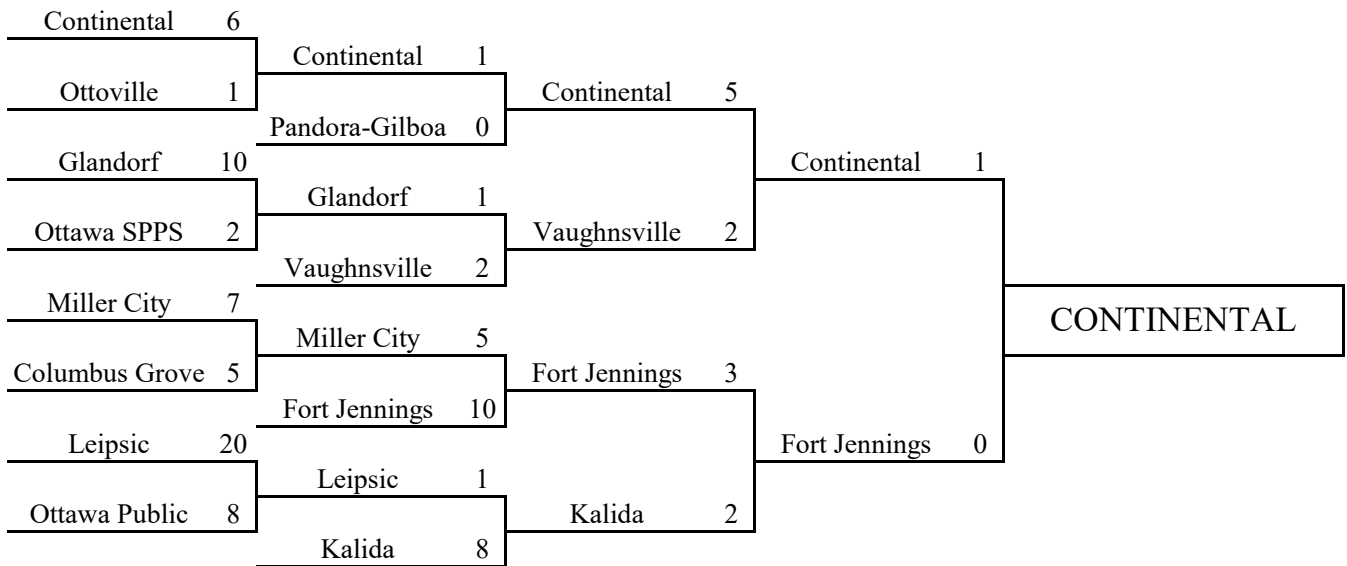 Continental 6
Continental 1
Ottoville 1
Continental 5
Pandora-Gilboa 0
Glandorf 10
Continental 1
Glandorf 1
Ottawa SPPS 2
Vaughnsville 2
Vaughnsville 2
Miller City 7
CONTINENTAL
Miller City 5
Columbus Grove 5
Fort Jennings 3
Fort Jennings 10
Leipsic 20
Fort Jennings 0
Leipsic 1
Ottawa Public 8
Kalida 2
Kalida 8